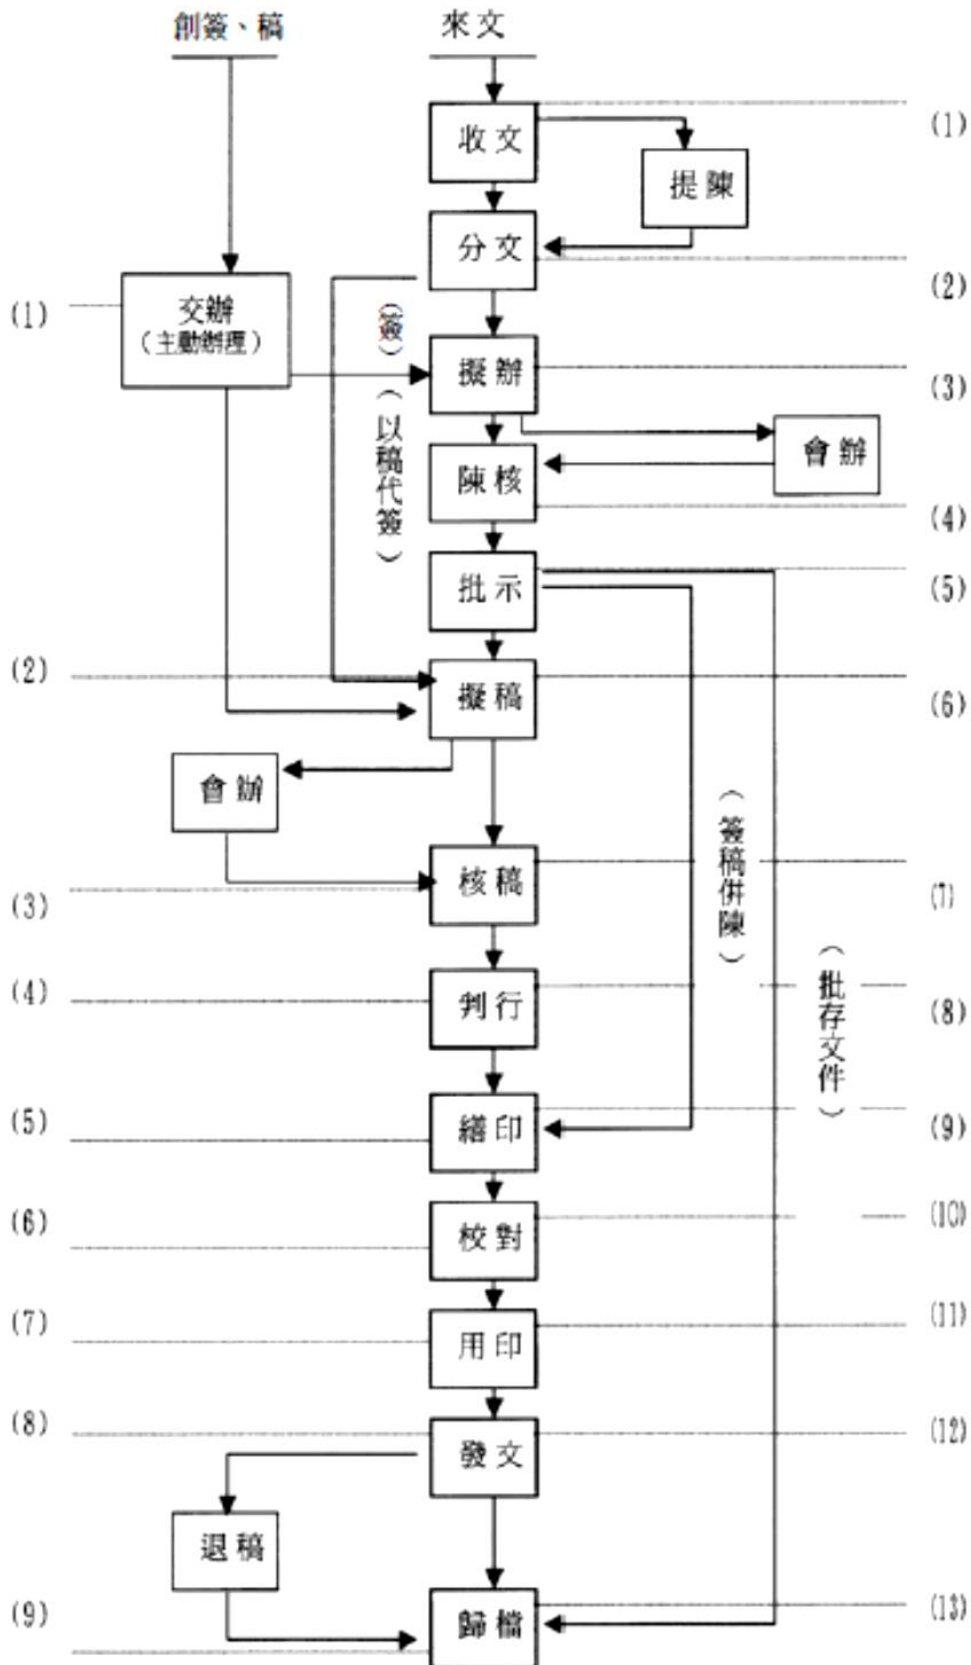 創簽、稿
來文
收文
(1)
提陳
分文
(2)
(1)
交辦
(主動辦理)
(簽)
(以稿代簽)
擬辦
(3)
會辦
陳核
(4)
批示
(5)
(2)
擬稿
(6)
會辦
(簽稿併陳)
核稿
(3)
(7)
(批存文件)
(4)
判行
(8)
(5)
繕印
(9)
(6)
校對
(10)
(7)
用印
(11)
(8)
發文
(12)
退稿
(9)
歸檔
(13)